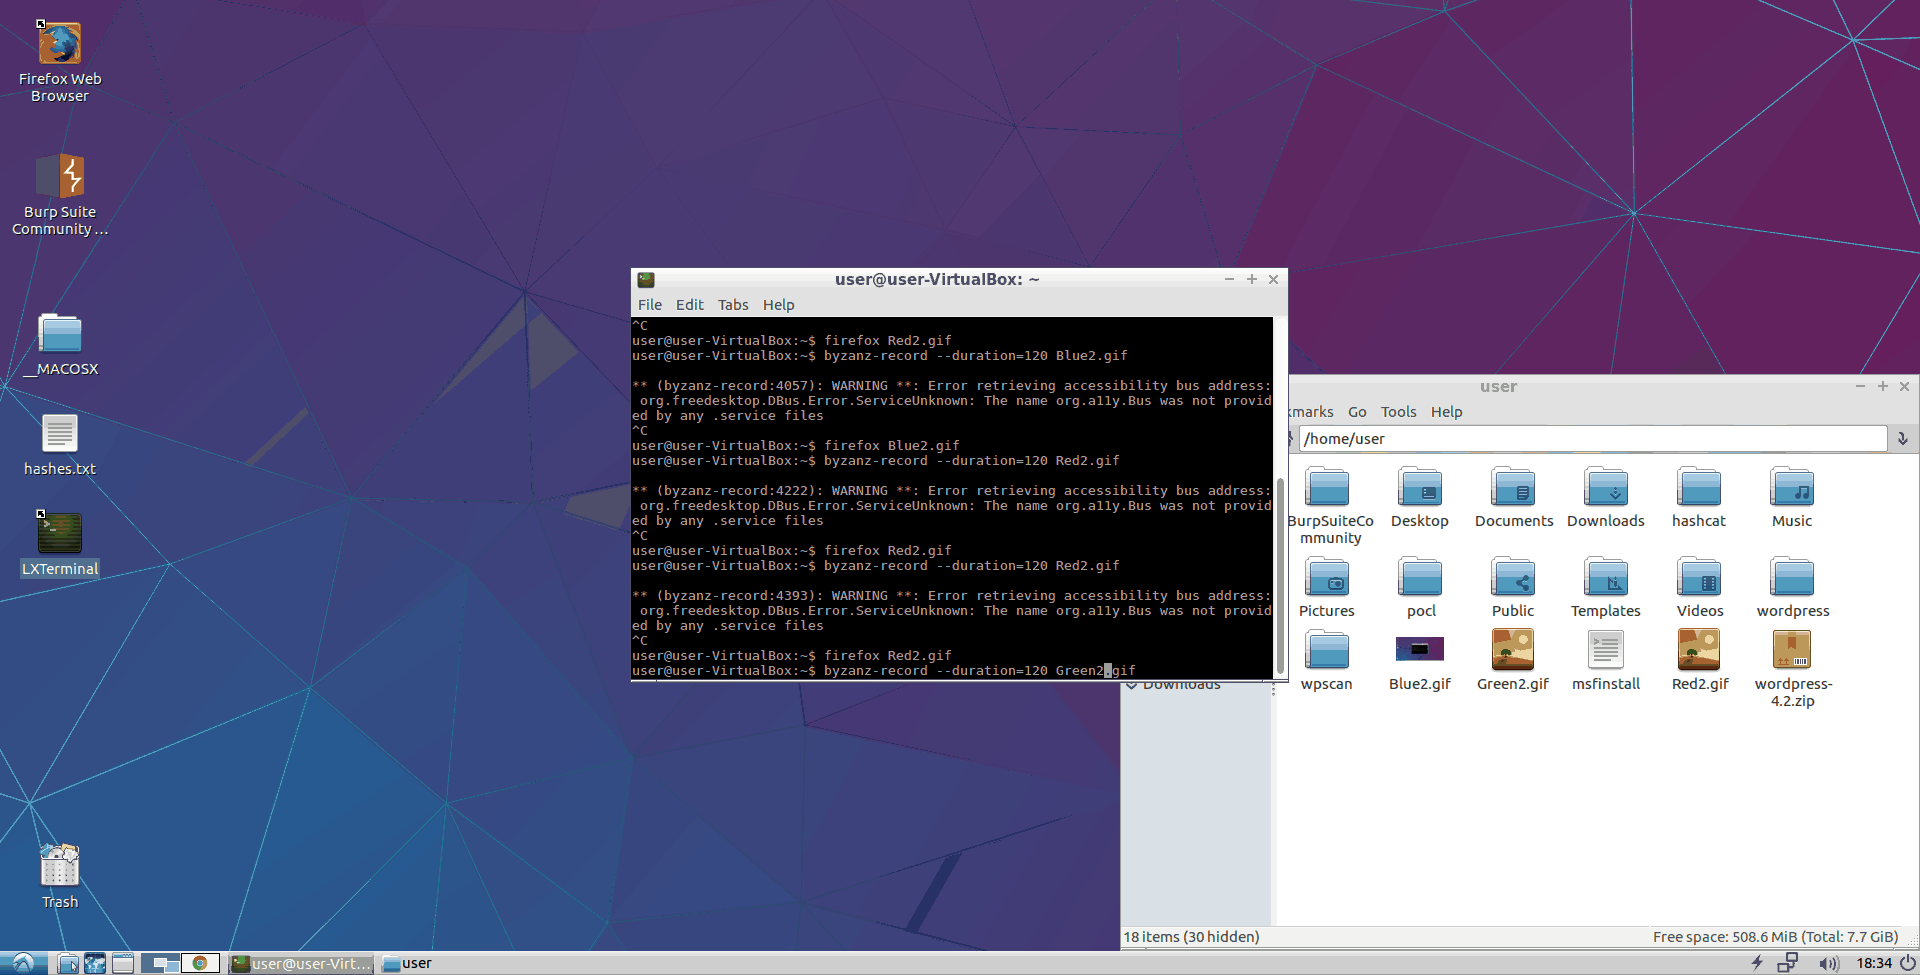 Firefox Web
Browser
Burp Suite
Community ...
__MACOSX
hashes.txt
LXTerminal
Trash
user@user-VirtualBox: ~
File Edit Tabs Help
^C
user@user-VirtualBox:~$ firefox Red2.gif
user@user-VirtualBox:~$ byzanz-record --duration=120 Blue2.gif
** (byzanz-record:4057): WARNING **: Error retrieving accessibility bus address:
org.freedesktop.DBus.Error.ServiceUnknown: The name org.a11y.Bus was not provid
ed by any .service files
^C
user@user-VirtualBox:~$ firefox Blue2.gif
user@user-VirtualBox:~$ byzanz-record --duration=120 Red2.gif
** (byzanz-record:4222): WARNING **: Error retrieving accessibility bus address:
org.freedesktop.DBus.Error.ServiceUnknown: The name org.a11y.Bus was not provid
ed by any .service files
^C
user@user-VirtualBox:~$ firefox Red2.gif
user@user-VirtualBox:~$ byzanz-record --duration=120 Red2.gif
** (byzanz-record:4393): WARNING **: Error retrieving accessibility bus address:
org.freedesktop.DBus.Error.ServiceUnknown: The name org.a11y.Bus was not provid
ed by any .service files
^C
user@user-VirtualBox:~$ firefox Red2.gif
user@user-VirtualBox:~$ byzanz-record --duration=120 Green2.gif
user
kmarks Go Tools Help
/home/user
BurpSuiteCo
mmunity
Desktop
Documents
Downloads
hashcat
Music
Pictures
pocl
Public
Templates
Videos
wordpress
wpscan
Blue2.gif
Green2.gif
msfinstall
Red2.gif
wordpress-
4.2.zip
Downloads
18 items (30 hidden)
Free space: 508.6 MiB (Total: 7.7 GiB)
user@user-Virt...
user
18:34